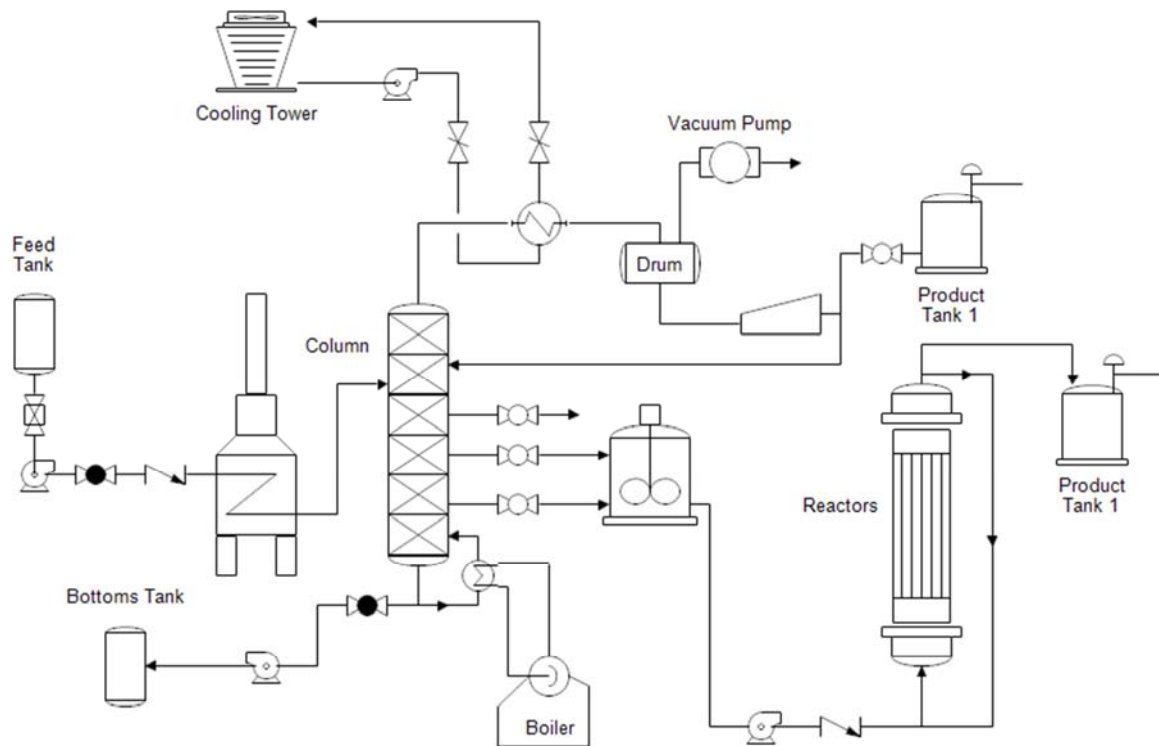 Cooling Tower
Vacuum Pump
Feed
Tank
Drum
Product
Tank 1
Column
Product
Tank 1
Reactors
Bottoms Tank
Boiler